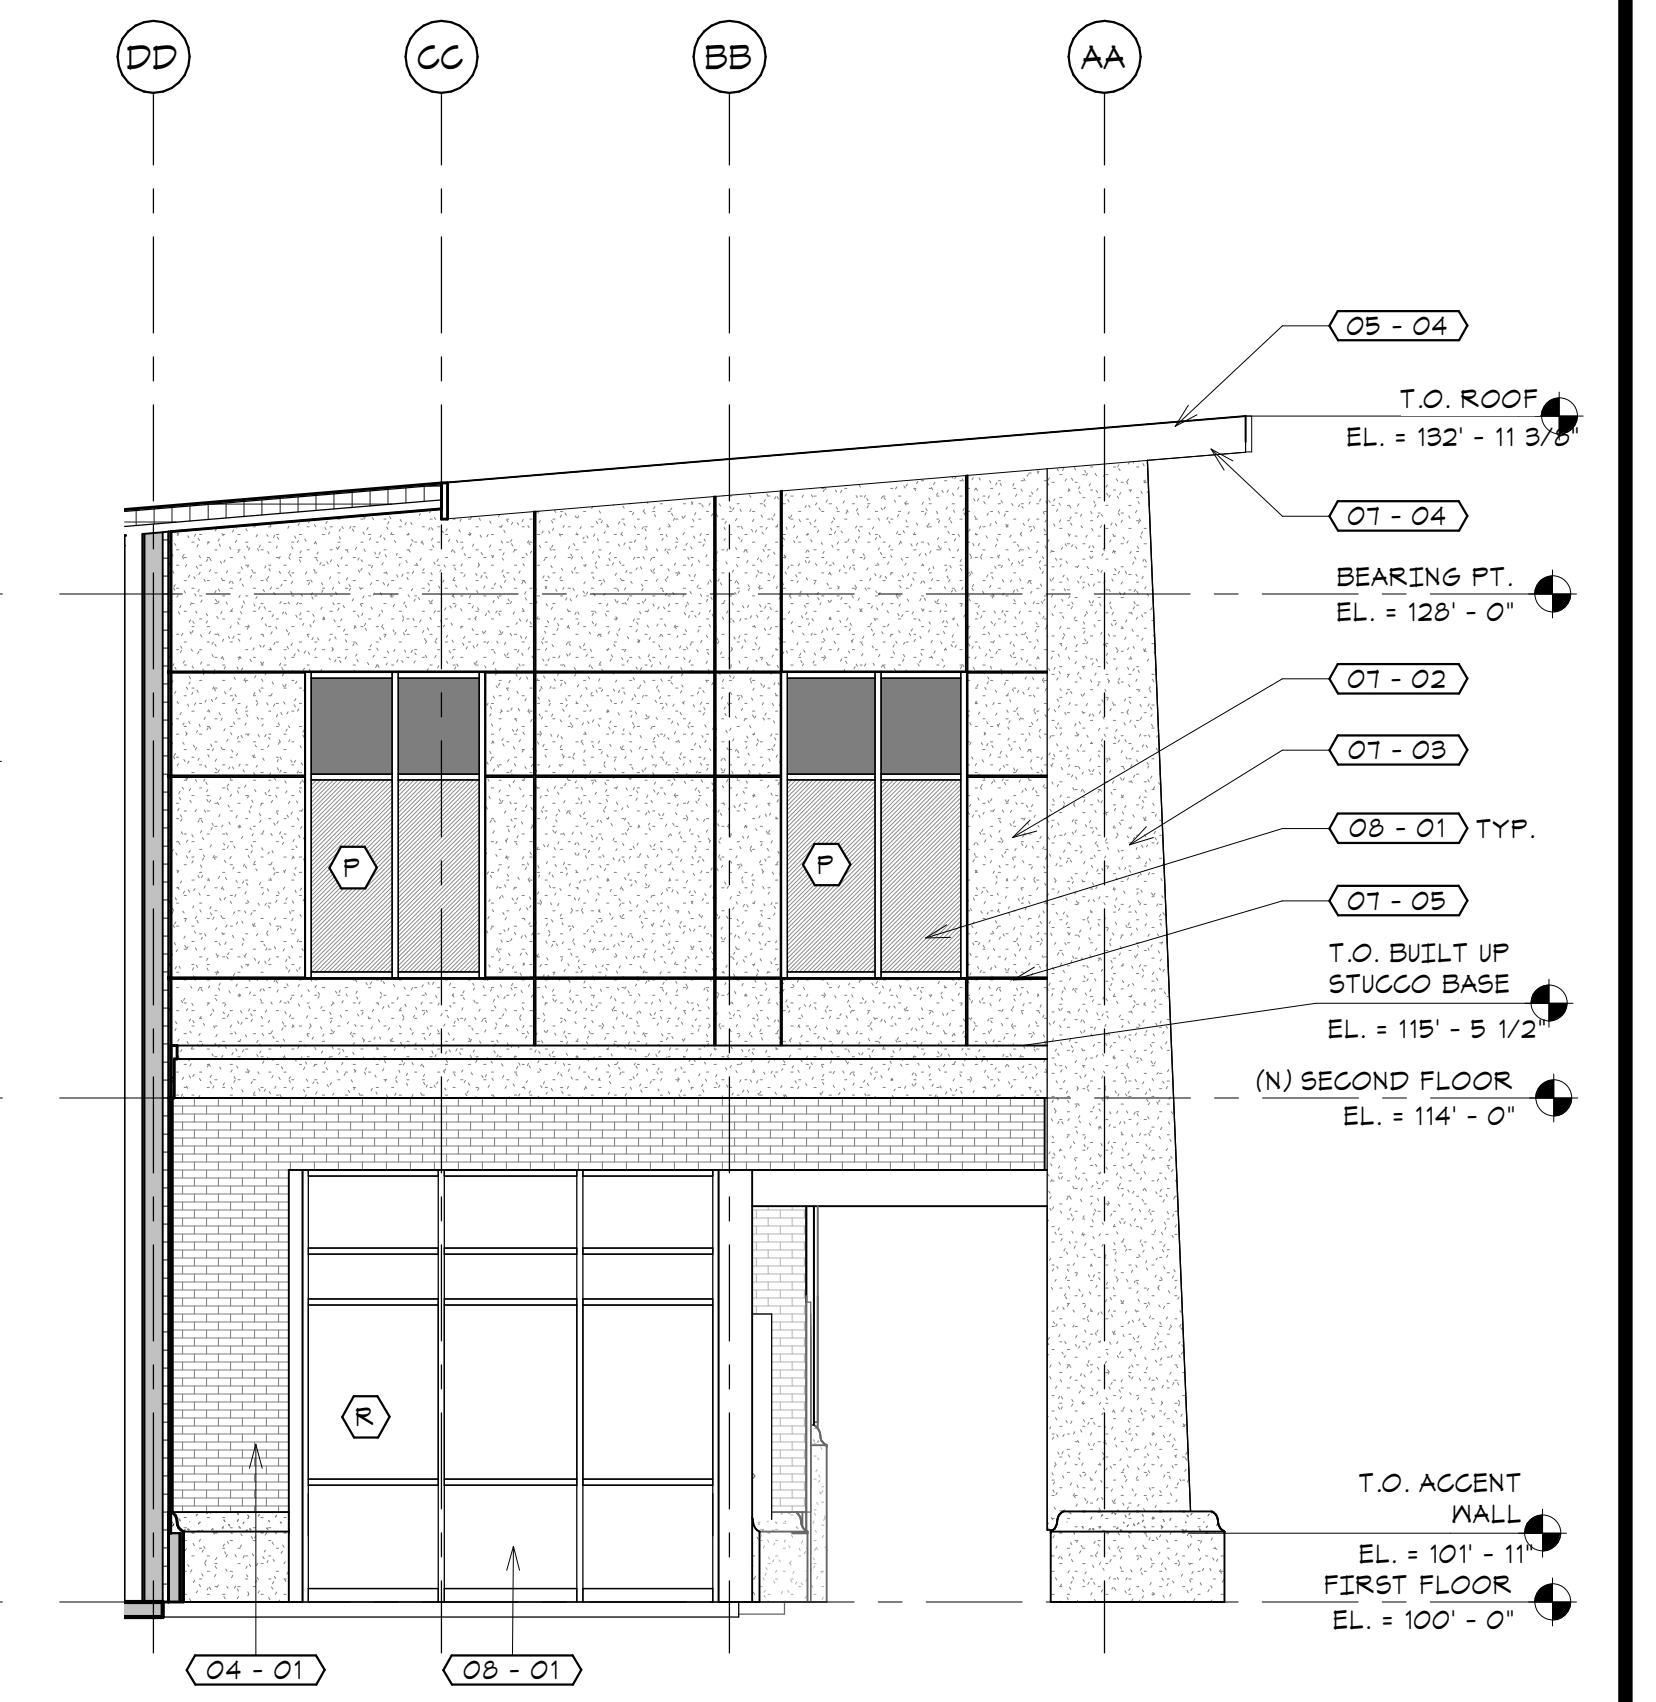 DD CC BB AA
05 - 04
T.O. ROOF
EL. = 132' - 11 3/8"
07 - 04
BEARING PT.
EL. = 128' - 0"
07 - 02
07 - 03
08 - 01 TYP.
P P
07 - 05
T.O. BUILT UP
STUCCO BASE
EL. = 115' - 5 1/2"
(N) SECOND FLOOR
EL. = 114' - 0"
R
T.O. ACCENT
WALL
EL. = 101' - 11"
FIRST FLOOR
EL. = 100' - 0"
04 - 01 08 - 01